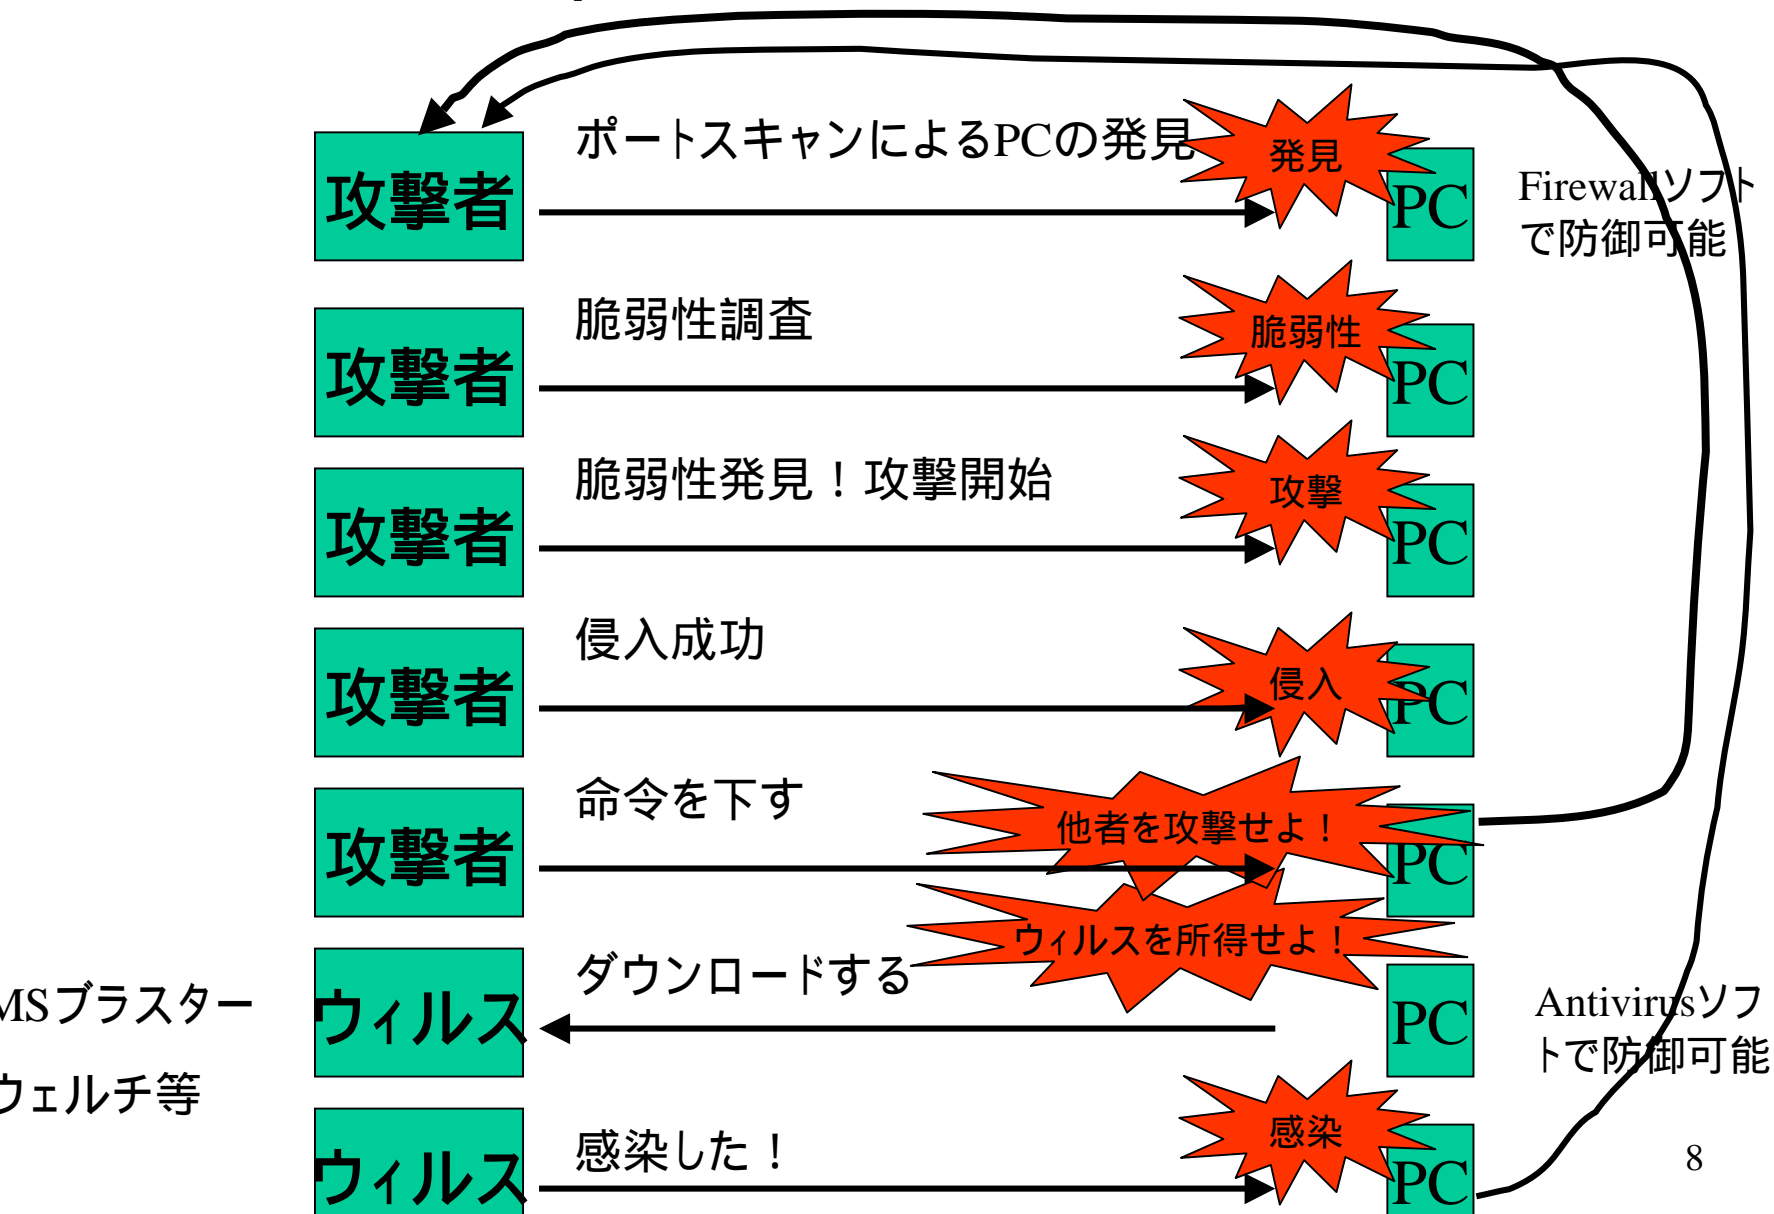 ポートスキャンによるPCの発見
発見
攻撃者
PC
Firewallソフト
で防御可能
脆弱性調査
脆弱性
攻撃者
PC
脆弱性発見！攻撃開始
攻撃
攻撃者
PC
侵入成功
侵入
攻撃者
PC
命令を下す
他者を攻撃せよ！
攻撃者
PC
ウィルスを所得せよ！
ダウンロードする
MSブラスター
ウェルチ等
ウィルス
PC
Antivirusソフ
トで防御可能
感染した！
感染
ウィルス
PC
8